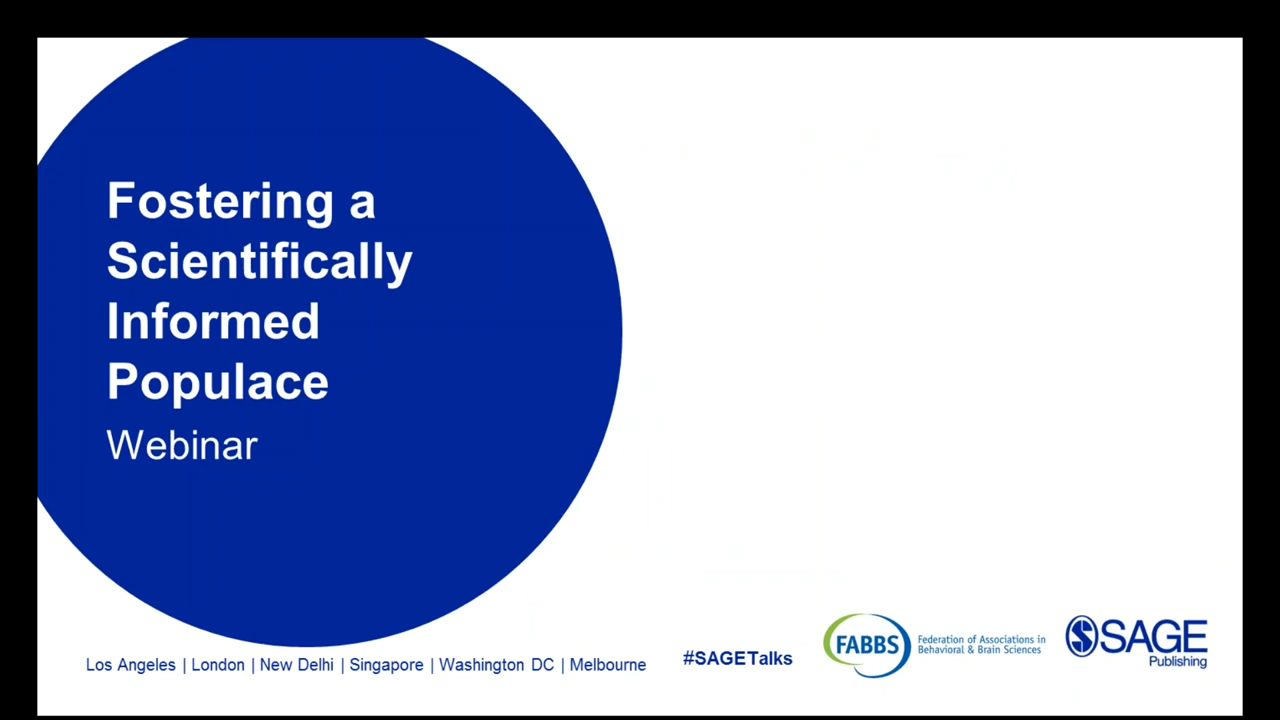 Fostering a
Scientifically
Informed
Populace
Webinar
Los Angeles | London | New Delhi | Singapore | Washington DC | Melbourne
#SAGETalks
FABBS
Federation of Associations in
Behavioral & Brain Sciences
SAGE
Publishing